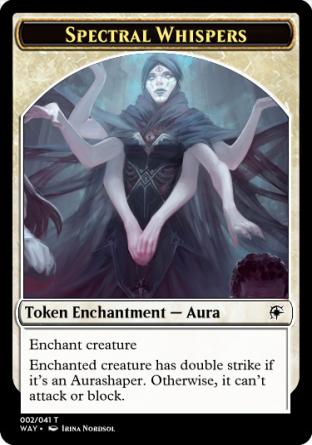 Spectral Whispers
Token Enchantment — Aura
Enchant creature
Enchanted creature has double strike if
it's an Aurashaper. Otherwise, it can't
attack or block.
002/041 T
WAY • Irina Nordsol